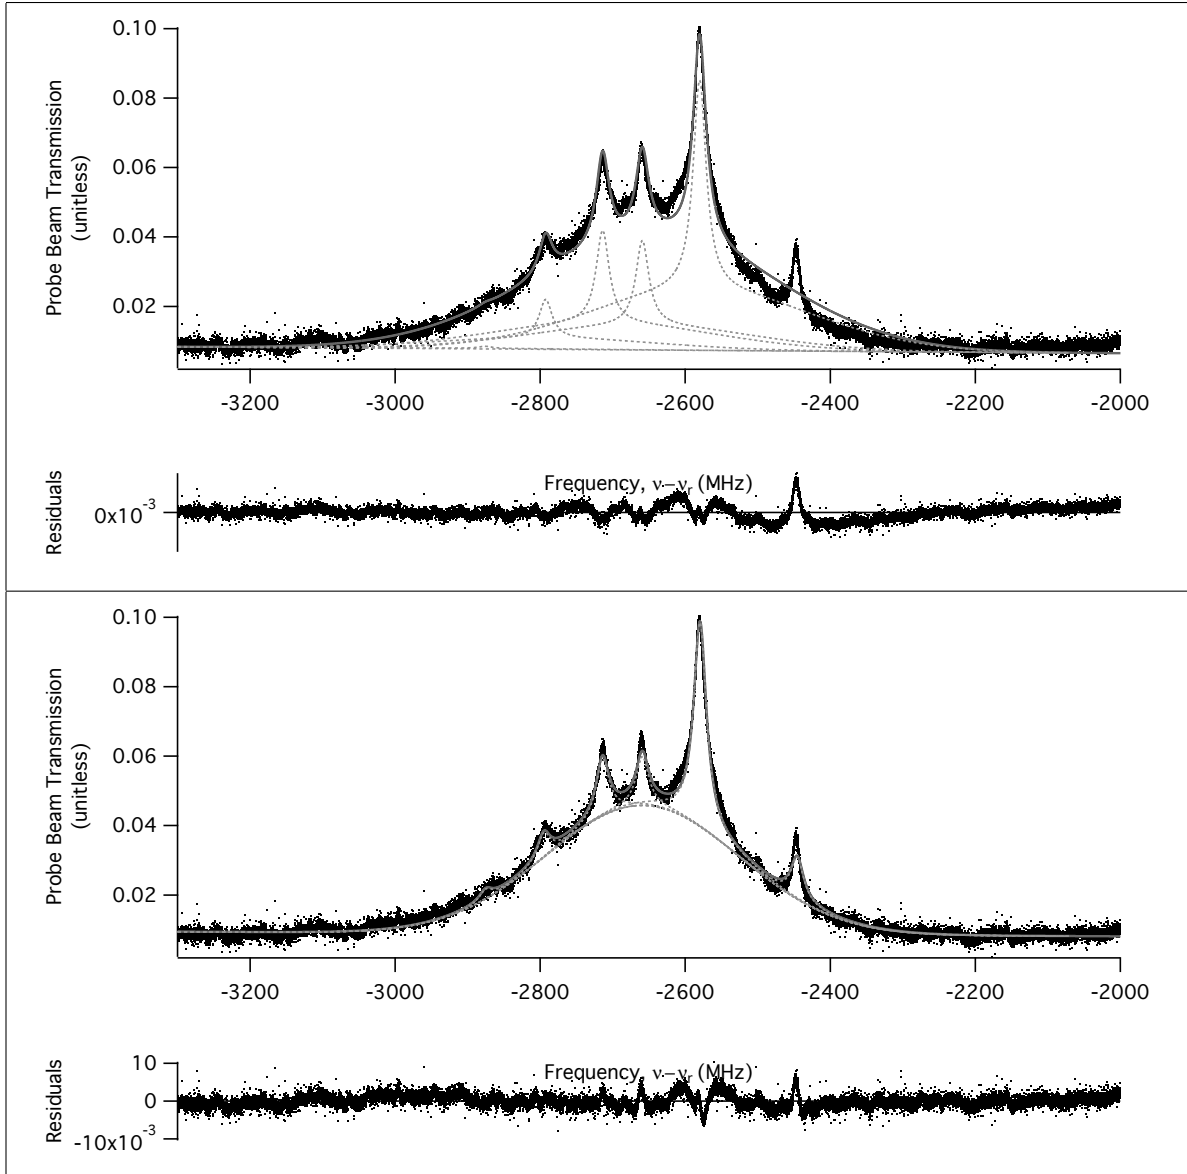 0.10
0.08
0.06
0.04
0.02
Probe Beam Transmission
(unitless)
-3200 -3000 -2800 -2600 -2400 -2200 -2000
Frequency, ν–νr (MHz)
Residuals
0x10-3
0.10
0.08
0.06
0.04
0.02
Probe Beam Transmission
(unitless)
-3200 -3000 -2800 -2600 -2400 -2200 -2000
Frequency, ν–νr (MHz)
Residuals
10
0
-10x10-3